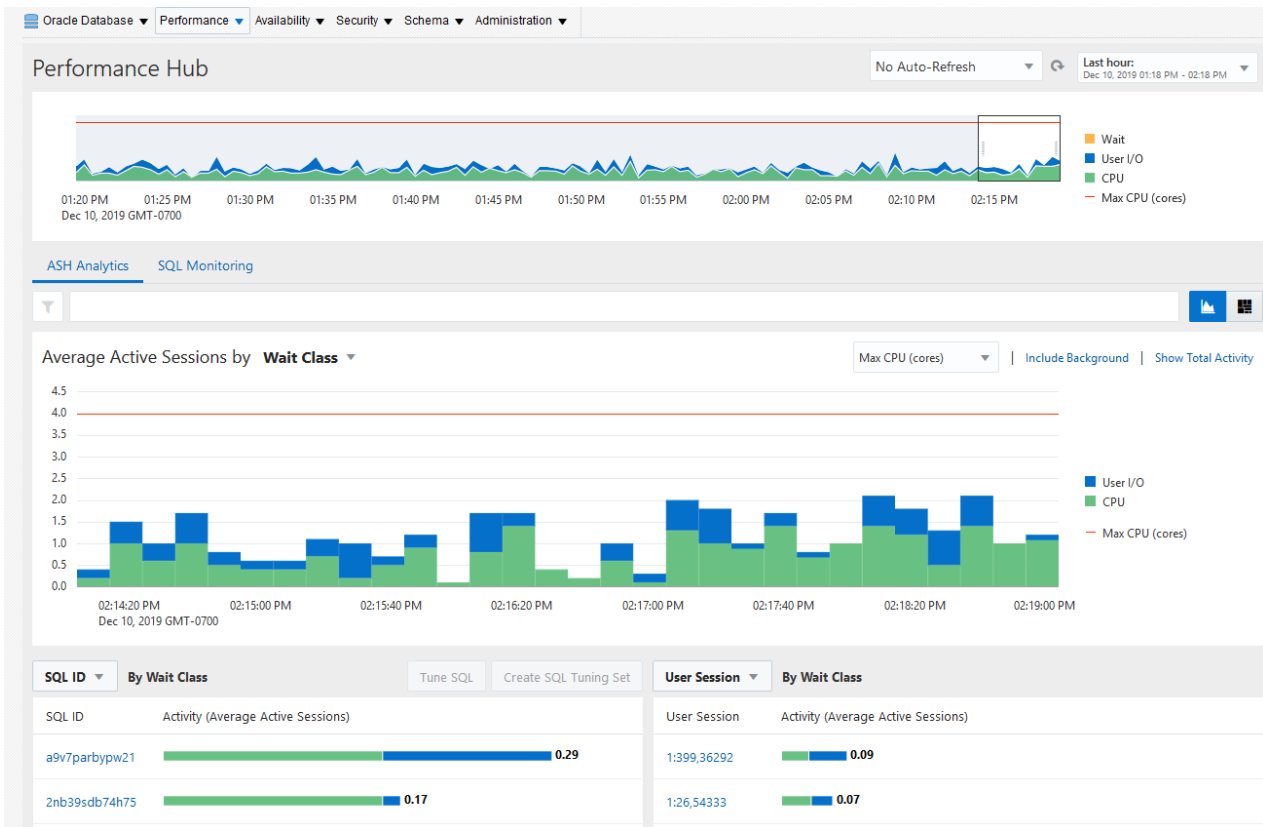 Oracle Database Performance Availability Security Schema Administration
Performance Hub
No Auto-Refresh
Last hour:
Dec 10, 2019 01:18 PM - 02:18 PM
Wait
User I/O
CPU
Max CPU (cores)
01:20 PM 01:25 PM 01:30 PM 01:35 PM 01:40 PM 01:45 PM 01:50 PM 01:55 PM 02:00 PM 02:05 PM 02:10 PM 02:15 PM
Dec 10, 2019 GMT-0700
ASH Analytics SQL Monitoring
Average Active Sessions by Wait Class
Max CPU (cores) | Include Background | Show Total Activity
4.5
4.0
3.5
3.0
2.5
2.0
1.5
1.0
0.5
0.0
User I/O
CPU
Max CPU (cores)
02:14:20 PM 02:15:00 PM 02:15:40 PM 02:16:20 PM 02:17:00 PM 02:17:40 PM 02:18:20 PM 02:19:00 PM
Dec 10, 2019 GMT-0700
SQL ID By Wait Class Tune SQL Create SQL Tuning Set
SQL ID Activity (Average Active Sessions)
a9v7parbypw21 0.29
2nb39sdb74h75 0.17
User Session By Wait Class
User Session Activity (Average Active Sessions)
1:399,36292 0.09
1:26,54333 0.07